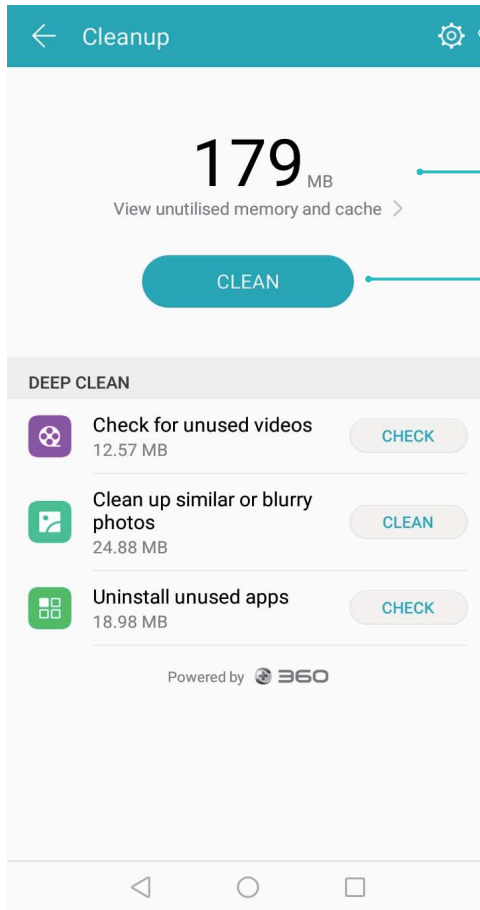 Cleanup
179 MB
View unutilised memory and cache
CLEAN
DEEP CLEAN
Check for unused videos
12.57 MB
CHECK
Clean up similar or blurry
photos
24.88 MB
CLEAN
Uninstall unused apps
18.98 MB
CHECK
Powered by 360